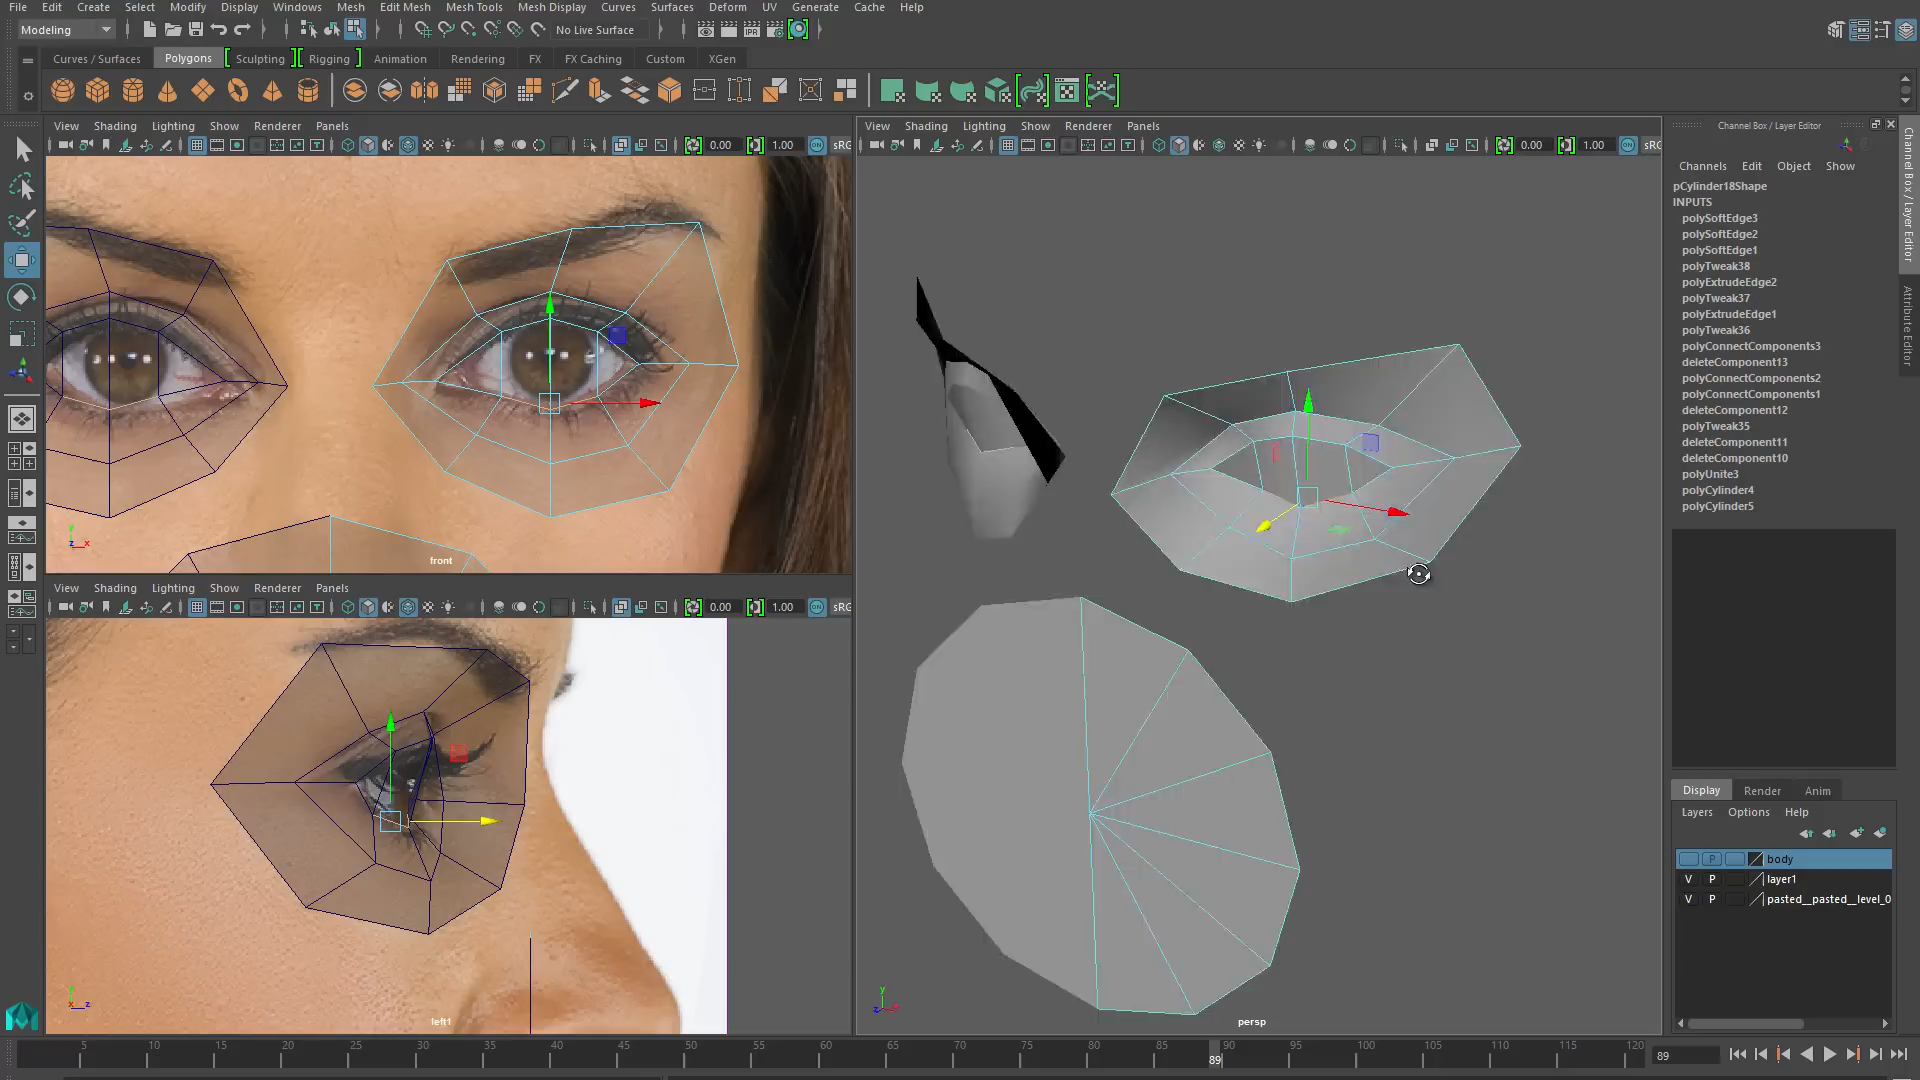 File Edit Create Select Modify Display Windows Mesh Edit Mesh Mesh Tools Mesh Display Curves Surfaces Deform UV Generate Cache Help
Modeling No Live Surface
Curves / Surfaces Polygons Sculpting Rigging Animation Rendering FX FX Caching Custom XGen
IPR
View Shading Lighting Show Renderer Panels
0.00 1.00 sRG
front
View Shading Lighting Show Renderer Panels
0.00 1.00 sRG
left1
View Shading Lighting Show Renderer Panels
0.00 1.00 sRG
persp
Channel Box / Layer Editor
Channels Edit Object Show
pCylinder18Shape
INPUTS
polySoftEdge3
polySoftEdge2
polySoftEdge1
polyTweak38
polyExtrudeEdge2
polyTweak37
polyExtrudeEdge1
polyTweak36
polyConnectComponents3
deleteComponent13
polyConnectComponents2
polyConnectComponents1
deleteComponent12
polyTweak35
deleteComponent11
deleteComponent10
polyUnite3
polyCylinder4
polyCylinder5
Channel Box / Layer Editor
Attribute Editor
Display Render Anim
Layers Options Help
P body
V P layer1
V P pasted__pasted__level_0
5 10 15 20 25 30 35 40 45 50 55 60 65 70 75 80 85 89 90 95 100 105 110 115 120
89